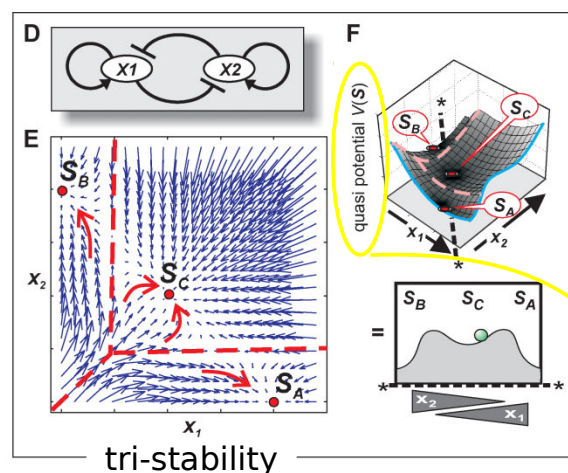 D
X1
X2
E
S_B
S_C
S_A
X_2
X_1
F
quasi potential V(S)
*
S_C
S_B
S_A
X_1
X_2
*
=
S_B S_C S_A
* *
X_2
X_1
tri-stability